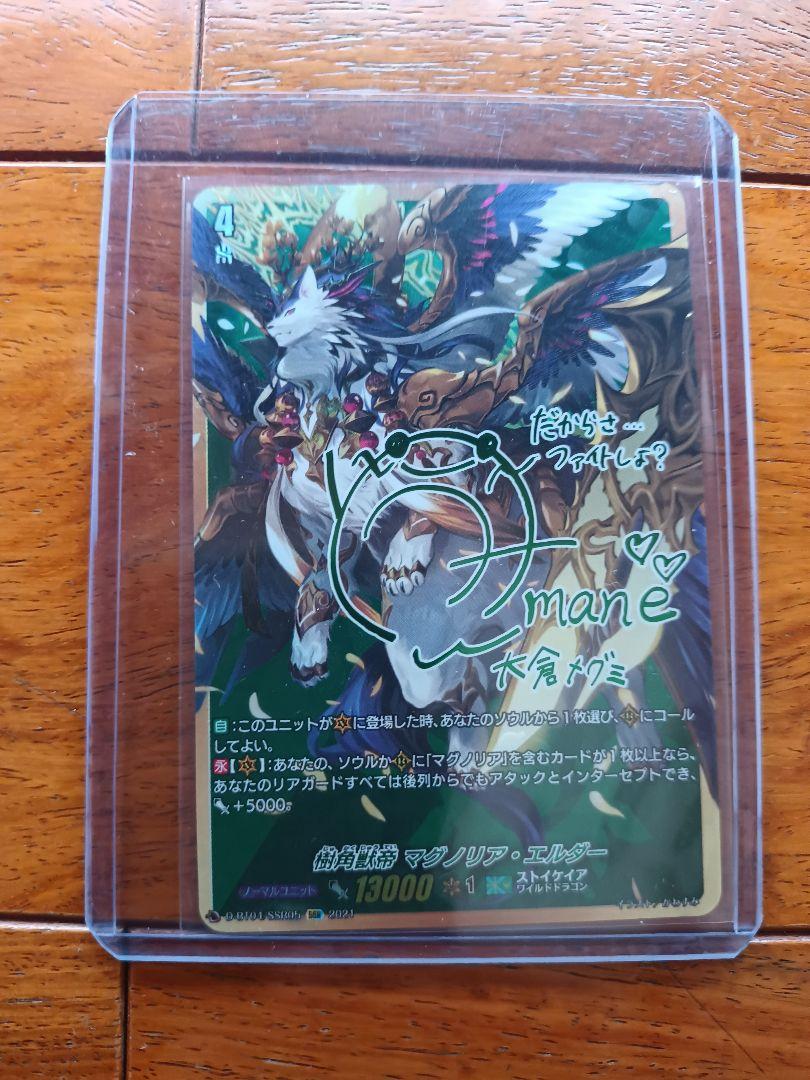 4
だからさ…
ファイトしよ?
Amane
大倉メグミ
自:このユニットがⓋに登場した時、あなたのソウルから1枚選び、Ⓡにコール
してよい。
永【Ⓥ】:あなたの、ソウルかⓇに「マグノリア」を含むカードが1枚以上なら、
あなたのリアガードすべては後列からでもアタックとインターセプトでき、
+5000。
樹角獣帝 マグノリア・エルダー
ノーマルユニット 13000 1 ストイケイア
ワイルドドラゴン
D-BT04/SSR05 SSR 2021